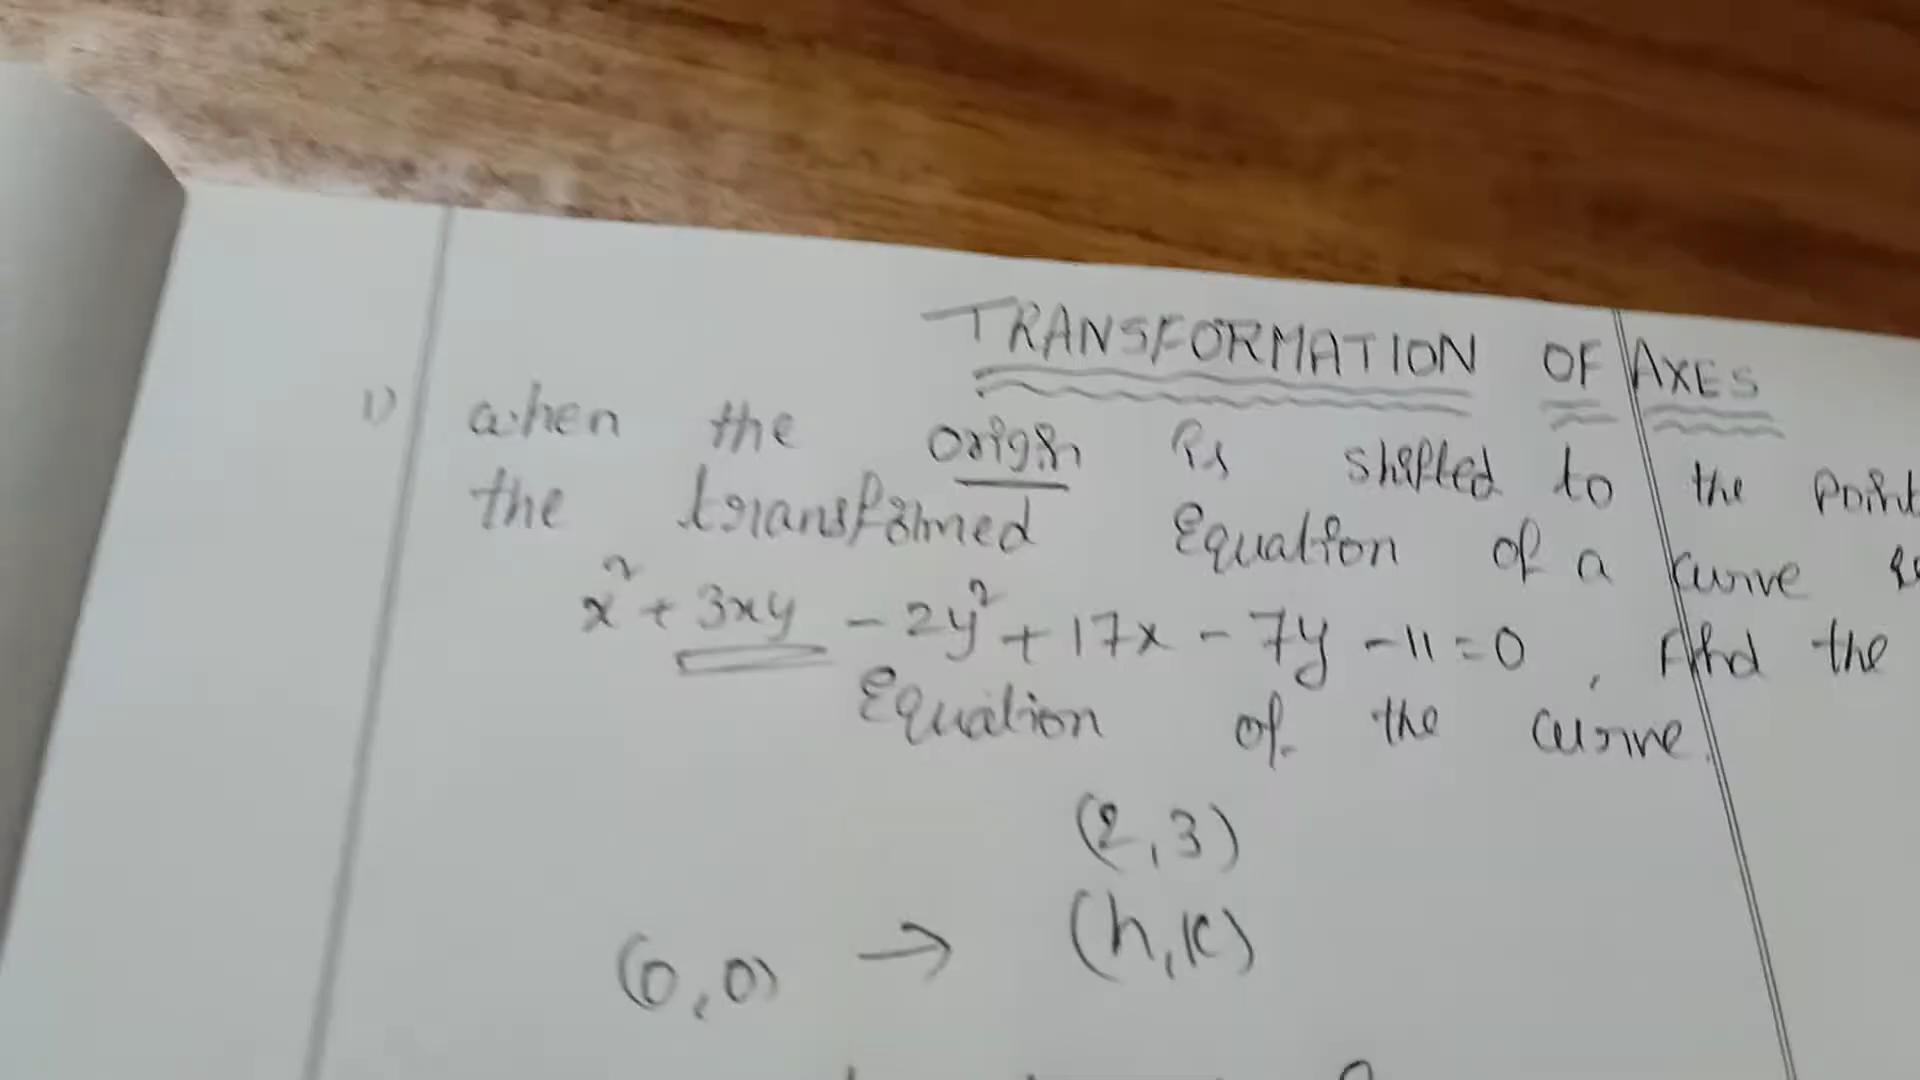 TRANSFORMATION OF AXES
1) when the origin is shifted to the point
the transformed Equation of a curve
x² + 3xy - 2y² + 17x - 7y - 11 = 0, Find the
Equation of the curve.
(2,3)
(0,0) → (h,k)